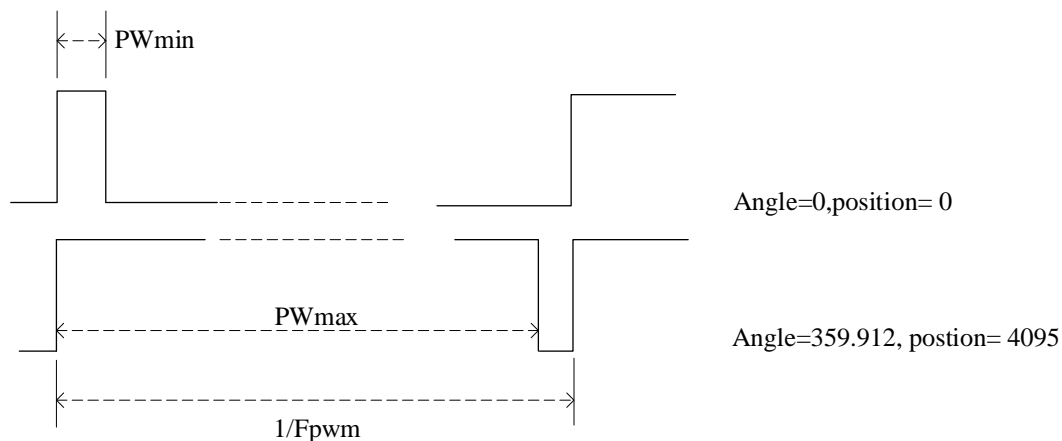 PWmin
Angle=0,position= 0
PWmax
Angle=359.912, postion= 4095
1/Fpwm